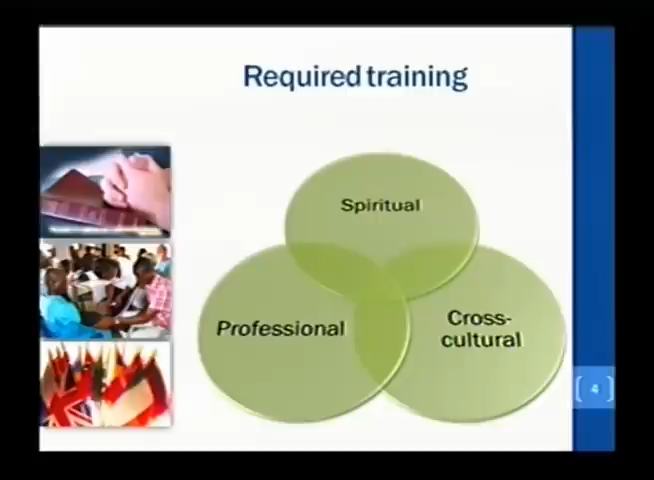 Required training
Spiritual
Professional
Cross-
cultural
[ 4 ]